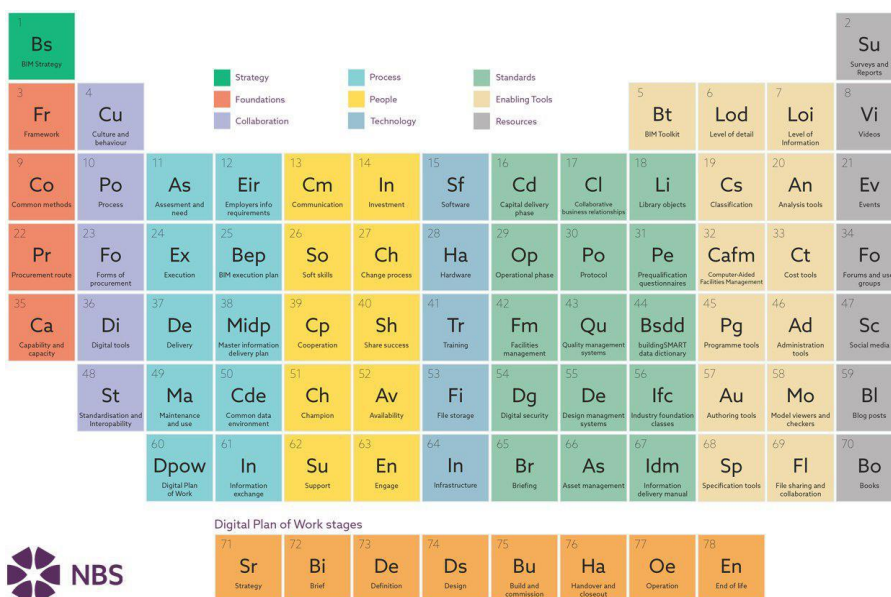 1
Bs
BIM Strategy
2
Su
Surveys and
Reports
Strategy
Foundations
Collaboration
Process
People
Technology
Standards
Enabling Tools
Resources
3
Fr
Framework
4
Cu
Culture and
behaviour
5
Bt
BIM Toolkit
6
Lod
Level of detail
7
Loi
Level of
Information
8
Vi
Videos
9
Co
Common methods
10
Po
Process
11
As
Assesment and
need
12
Eir
Employers info
requirements
13
Cm
Communication
14
In
Investment
15
Sf
Software
16
Cd
Capital delivery
phase
17
Cl
Collaborative
business relationships
18
Li
Library objects
19
Cs
Classification
20
An
Analysis tools
21
Ev
Events
22
Pr
Procurement route
23
Fo
Forms of
procurement
24
Ex
Execution
25
Bep
BIM execution plan
26
So
Soft skills
27
Ch
Change process
28
Ha
Hardware
29
Op
Operational phase
30
Po
Protocol
31
Pe
Prequalification
questionnaires
32
Cafm
Computer-Aided
Facilities Management
33
Ct
Cost tools
34
Fo
Forums and user
groups
35
Ca
Capability and
capacity
36
Di
Digital tools
37
De
Delivery
38
Midp
Master information
delivery plan
39
Cp
Cooperation
40
Sh
Share success
41
Tr
Training
42
Fm
Facilities
management
43
Qu
Quality management
systems
44
Bsdd
buildingSMART
data dictionary
45
Pg
Programme tools
46
Ad
Administration
tools
47
Sc
Social media
48
St
Standardisation and
Interopability
49
Ma
Maintenance
and use
50
Cde
Common data
environment
51
Ch
Champion
52
Av
Availability
53
Fi
File storage
54
Dg
Digital security
55
De
Design managment
systems
56
Ifc
Industry foundation
classes
57
Au
Authoring tools
58
Mo
Model viewers and
checkers
59
Bl
Blog posts
60
Dpow
Digital Plan
of Work
61
In
Information
exchange
62
Su
Support
63
En
Engage
64
In
Infrastructure
65
Br
Briefing
66
As
Asset management
67
Idm
Information
delivery manual
68
Sp
Specification tools
69
Fl
File sharing and
collaboration
70
Bo
Books
Digital Plan of Work stages
71
Sr
Strategy
72
Bi
Brief
73
De
Definition
74
Ds
Design
75
Bu
Build and
commission
76
Ha
Handover and
closeout
77
Oe
Operation
78
En
End of life
NBS